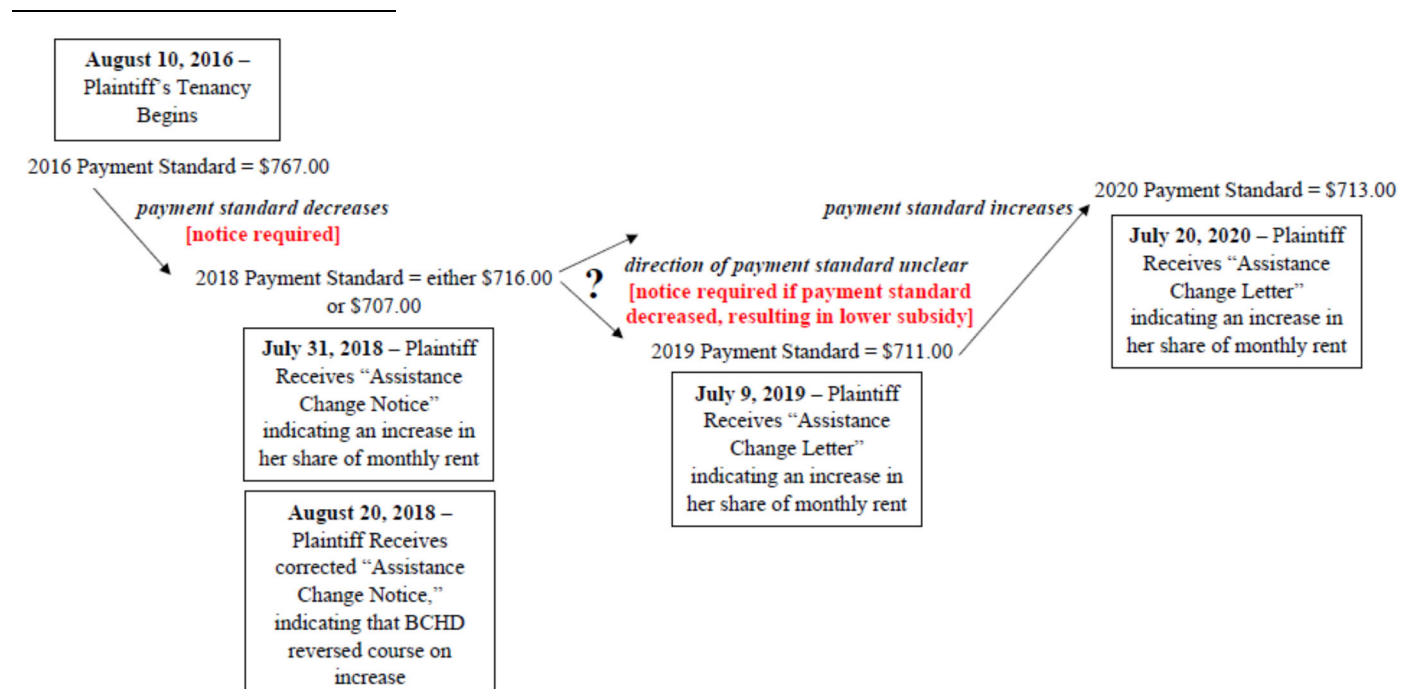 August 10, 2016 –
Plaintiff's Tenancy
Begins
2016 Payment Standard = $767.00
payment standard decreases
[notice required]
2018 Payment Standard = either $716.00
or $707.00
July 31, 2018 – Plaintiff
Receives “Assistance
Change Notice”
indicating an increase in
her share of monthly rent
August 20, 2018 –
Plaintiff Receives
corrected “Assistance
Change Notice,”
indicating that BCHD
reversed course on
increase
?
direction of payment standard unclear
[notice required if payment standard
decreased, resulting in lower subsidy]
2019 Payment Standard = $711.00
July 9, 2019 – Plaintiff
Receives “Assistance
Change Letter”
indicating an increase in
her share of monthly rent
payment standard increases
2020 Payment Standard = $713.00
July 20, 2020 – Plaintiff
Receives “Assistance
Change Letter”
indicating an increase in
her share of monthly rent